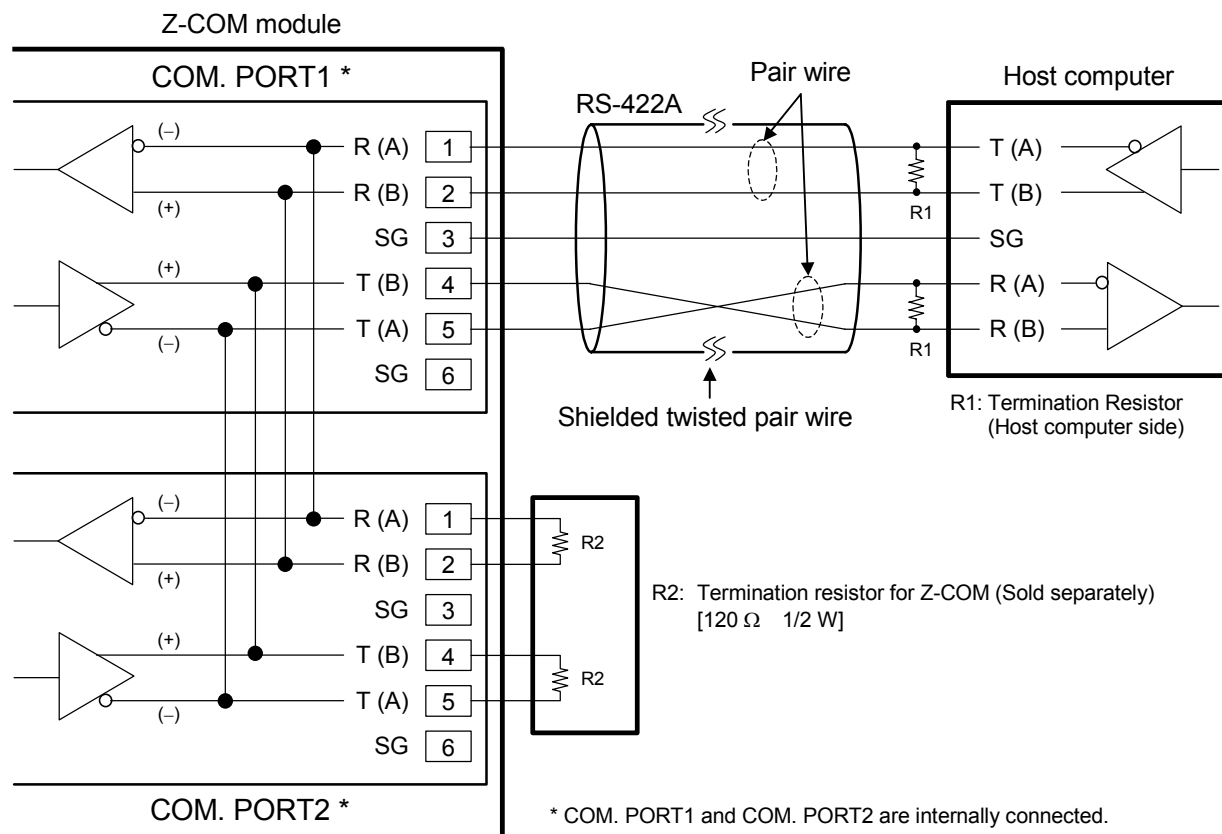 Z-COM module
COM. PORT1 *
(–)
R (A) 1
R (B) 2
(+)
SG 3
(+)
T (B) 4
T (A) 5
(–)
SG 6
Pair wire
RS-422A
Shielded twisted pair wire
Host computer
T (A)
T (B)
R1
SG
R (A)
R (B)
R1
R1: Termination Resistor
(Host computer side)
(–)
R (A) 1
R (B) 2
(+)
SG 3
(+)
T (B) 4
T (A) 5
(–)
SG 6
COM. PORT2 *
R2
R2
R2: Termination resistor for Z-COM (Sold separately)
[120 Ω 1/2 W]
* COM. PORT1 and COM. PORT2 are internally connected.